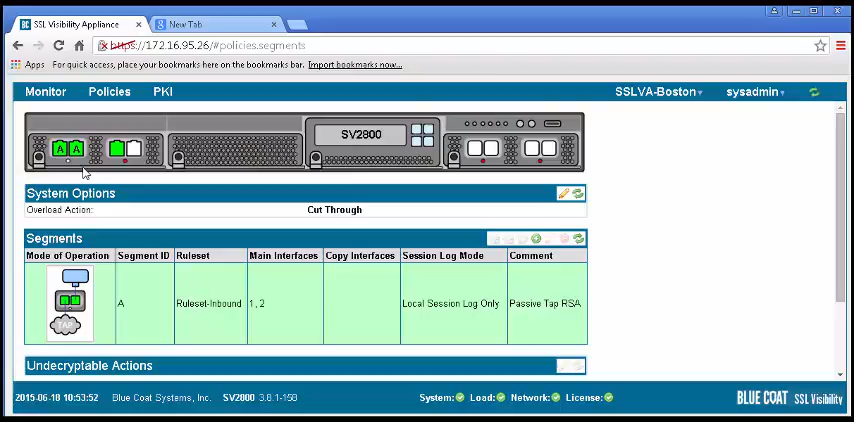 SSL Visibility Appliance
New Tab
https://172.16.95.26/#policies.segments
Apps For quick access, place your bookmarks here on the bookmarks bar. Import bookmarks now...
Monitor Policies PKI SSLVA-Boston sysadmin
A A SV2800
System Options
Overload Action: Cut Through
Segments
Mode of Operation Segment ID Ruleset Main Interfaces Copy Interfaces Session Log Mode Comment
TAP A Ruleset-Inbound 1, 2 Local Session Log Only Passive Tap RSA
Undecryptable Actions
2015-06-18 10:53:52 Blue Coat Systems, Inc. SV2800 3.8.1-158 System: Load: Network: License: BLUE COAT SSL Visibility